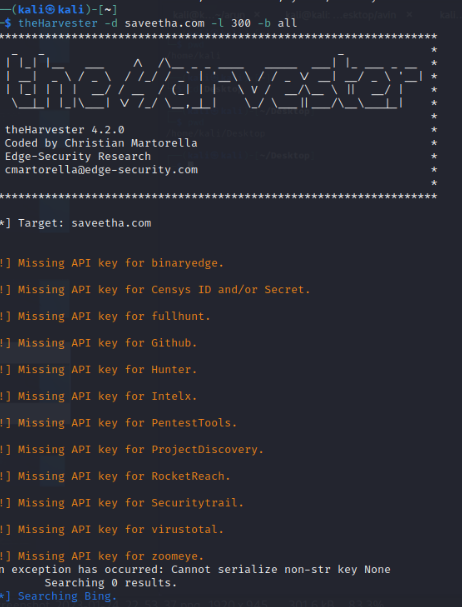 ─(kali㉿kali)-[~]
─$ theHarvester -d saveetha.com -l 300 -b all
*******************************************************************
theHarvester
theHarvester 4.2.0
Coded by Christian Martorella
Edge-Security Research
cmartorella@edge-security.com
*******************************************************************
*] Target: saveetha.com
!] Missing API key for binaryedge.
!] Missing API key for Censys ID and/or Secret.
!] Missing API key for fullhunt.
!] Missing API key for Github.
!] Missing API key for Hunter.
!] Missing API key for Intelx.
!] Missing API key for PentestTools.
!] Missing API key for ProjectDiscovery.
!] Missing API key for RocketReach.
!] Missing API key for Securitytrail.
!] Missing API key for virustotal.
!] Missing API key for zoomeye.
n exception has occurred: Cannot serialize non-str key None
Searching 0 results.
*] Searching Bing.